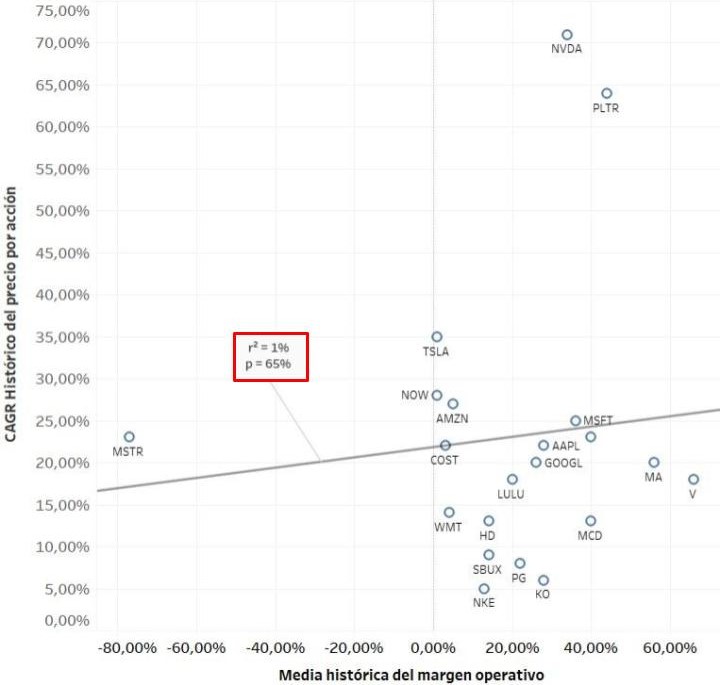 75,00%
70,00%
65,00%
60,00%
55,00%
50,00%
45,00%
40,00%
35,00%
30,00%
25,00%
20,00%
15,00%
10,00%
5,00%
0,00%
CAGR Histórico del precio por acción
NVDA
PLTR
TSLA
r² = 1%
p = 65%
NOW
AMZN
MSFT
MSTR
COST
AAPL
GOOGL
MA
LULU
V
WMT
HD
MCD
SBUX
PG
KO
NKE
-80,00% -60,00% -40,00% -20,00% 0,00% 20,00% 40,00% 60,00%
Media histórica del margen operativo